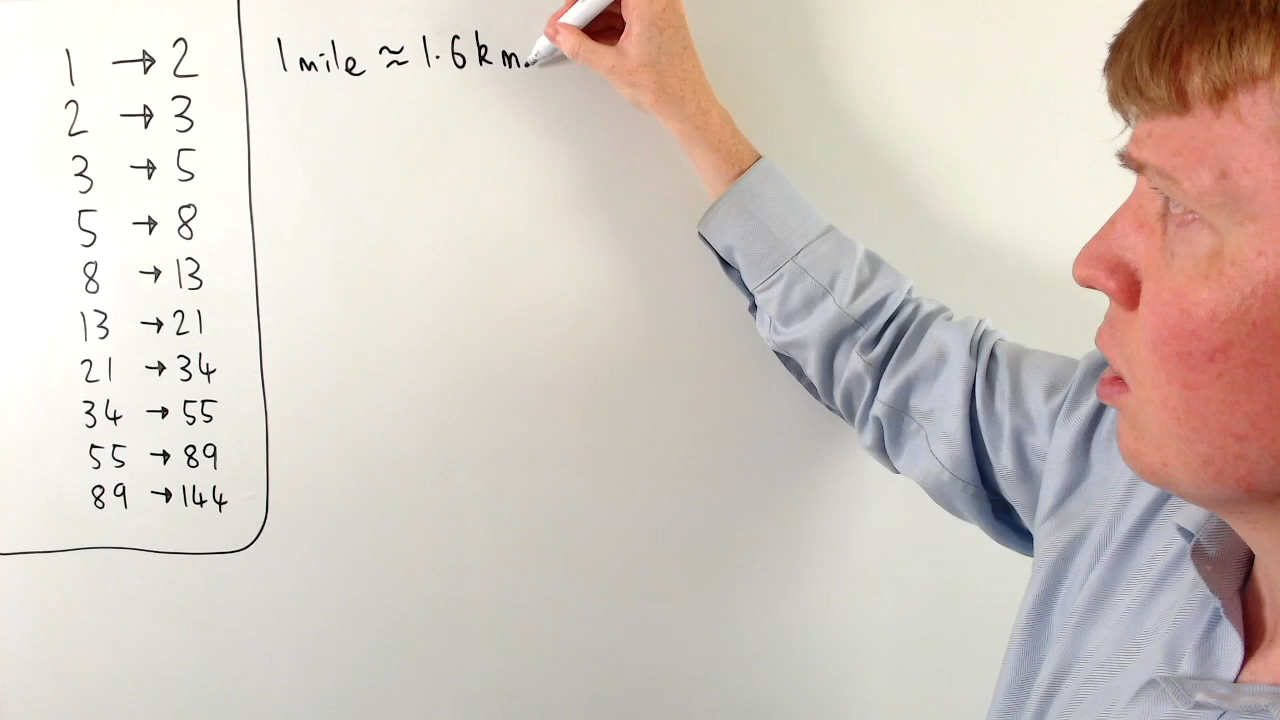 1 → 2
2 → 3
3 → 5
5 → 8
8 → 13
13 → 21
21 → 34
34 → 55
55 → 89
89 → 144
1 mile ≈ 1.6 km.